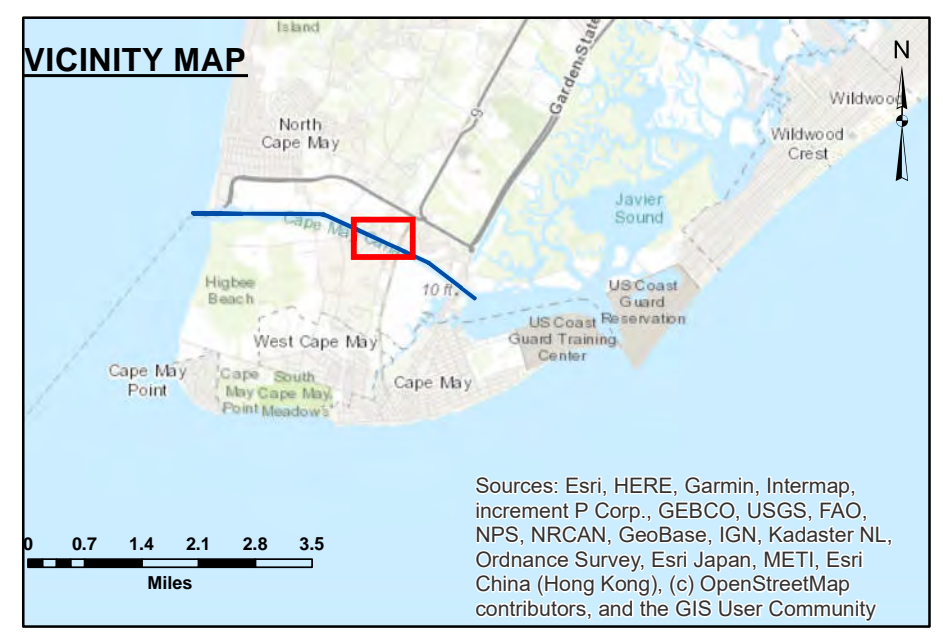 Island
VICINITY MAP
N
Garden State
9
Wildwood
North
Cape May
Wildwood
Crest
Javier
Sound
Cape May Canal
Higbee
Beach
10 ft.
US Coast
Guard
Reservation
US Coast
Guard Training
Center
West Cape May
Cape May
Point
Cape
May
Point
South
Cape May
Meadows
Cape May
Sources: Esri, HERE, Garmin, Intermap,
increment P Corp., GEBCO, USGS, FAO,
NPS, NRCAN, GeoBase, IGN, Kadaster NL,
Ordnance Survey, Esri Japan, METI, Esri
China (Hong Kong), (c) OpenStreetMap
contributors, and the GIS User Community
0 0.7 1.4 2.1 2.8 3.5
Miles